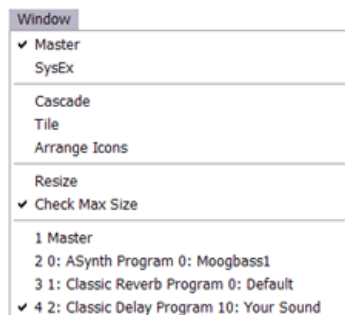 Window
✔ Master
SysEx
Cascade
Tile
Arrange Icons
Resize
✔ Check Max Size
1 Master
2 0: ASynth Program 0: Moogbass1
3 1: Classic Reverb Program 0: Default
✔ 4 2: Classic Delay Program 10: Your Sound